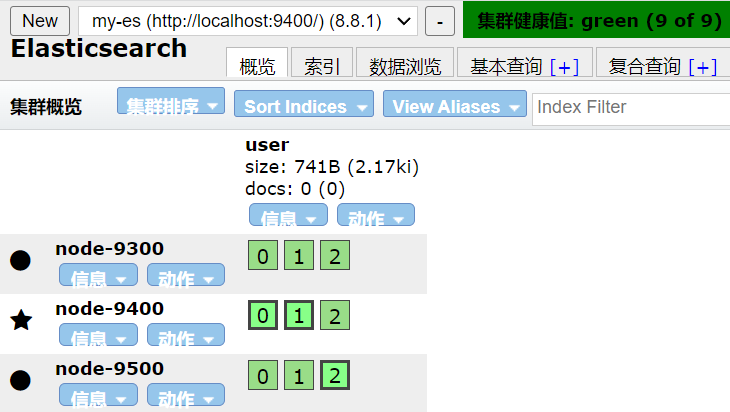 New my-es (http://localhost:9400/) (8.8.1) - 集群健康值: green (9 of 9)
Elasticsearch
概览 索引 数据浏览 基本查询 [+] 复合查询 [+]
集群概览 集群排序 Sort Indices View Aliases Index Filter
user
size: 741B (2.17ki)
docs: 0 (0)
信息 动作
node-9300 0 1 2
信息 动作
node-9400 0 1 2
信息 动作
node-9500 0 1 2
信息 动作